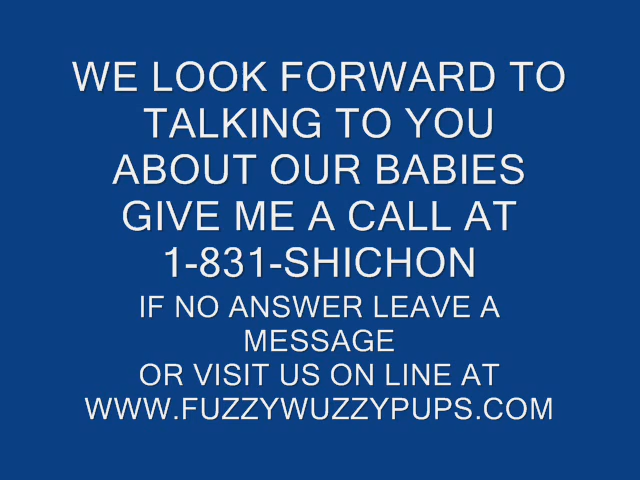 WE LOOK FORWARD TO
TALKING TO YOU
ABOUT OUR BABIES
GIVE ME A CALL AT
1-831-SHICHON
IF NO ANSWER LEAVE A
MESSAGE
OR VISIT US ON LINE AT
WWW.FUZZYWUZZYPUPS.COM